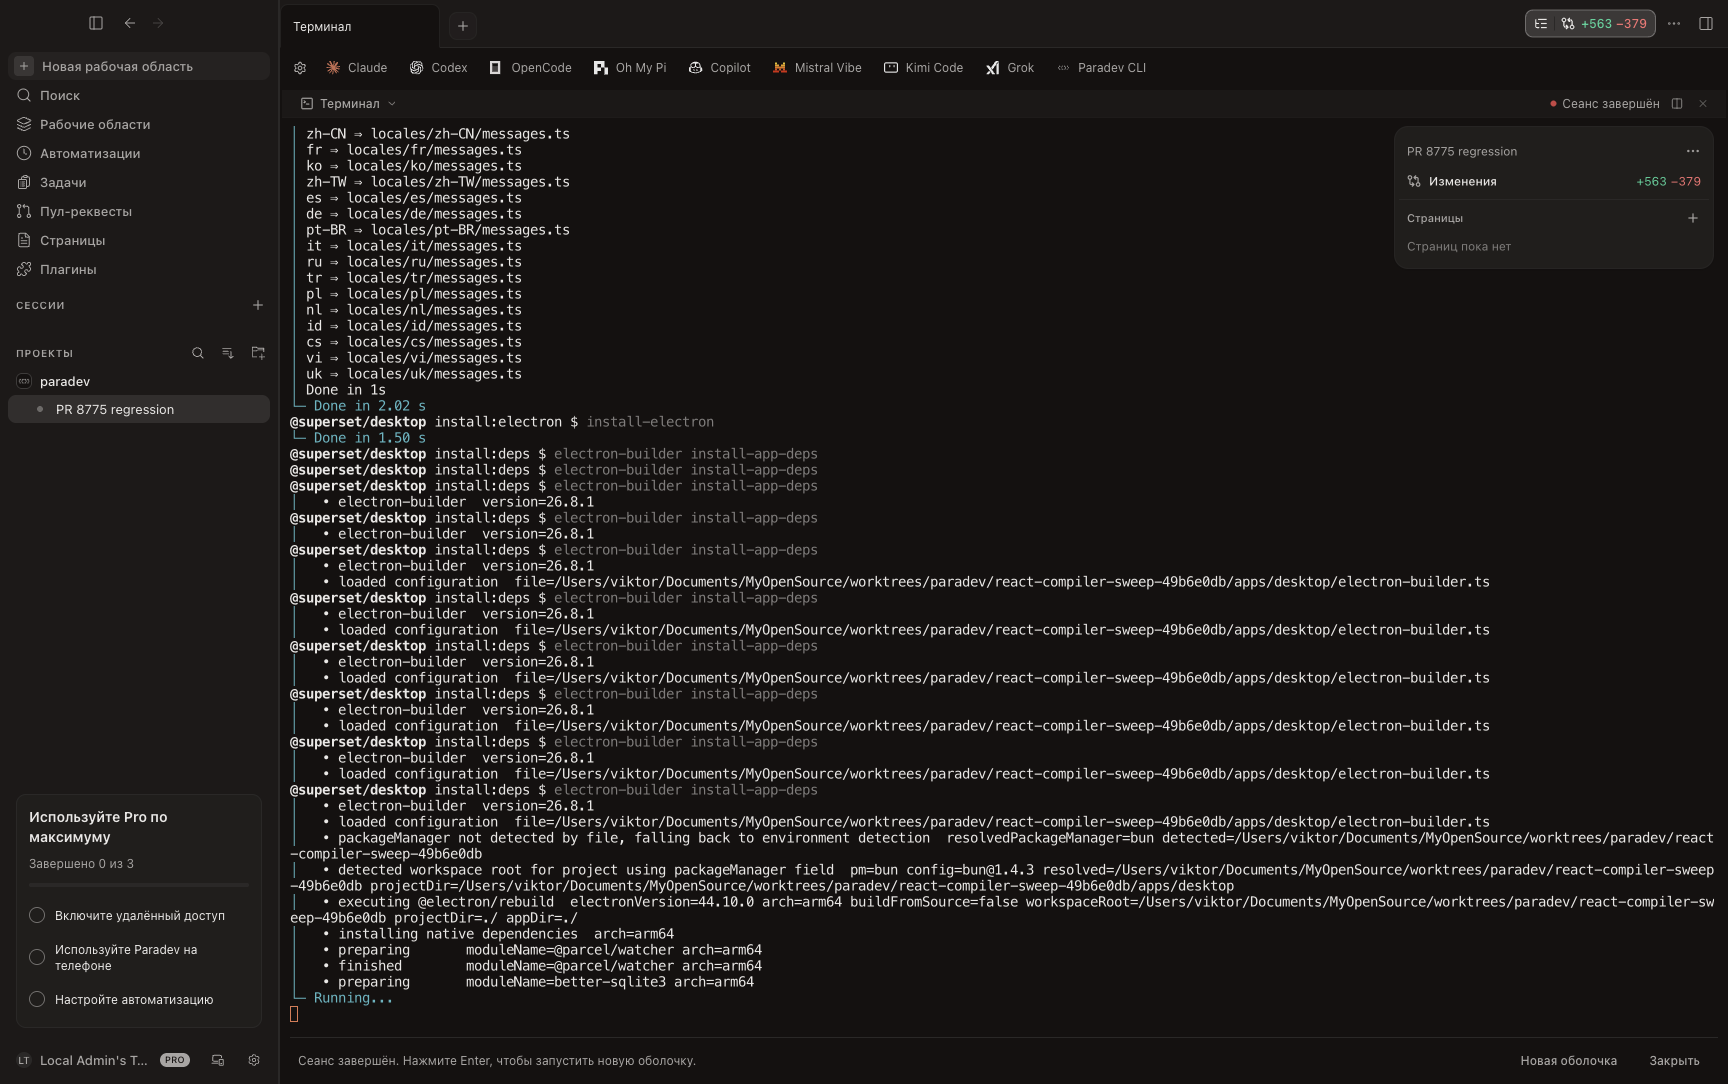 Терминал
+563 −379
Новая рабочая область
Поиск
Рабочие области
Автоматизации
Задачи
Пул-реквесты
Страницы
Плагины
СЕССИИ
ПРОЕКТЫ
paradev
PR 8775 regression
Используйте Pro по
максимуму
Завершено 0 из 3
Включите удалённый доступ
Используйте Paradev на
телефоне
Настройте автоматизацию
LT Local Admin's T... PRO
Claude Codex OpenCode Oh My Pi Copilot Mistral Vibe Kimi Code Grok Paradev CLI
Терминал
Сеанс завершён
zh-CN ⇒ locales/zh-CN/messages.ts
fr ⇒ locales/fr/messages.ts
ko ⇒ locales/ko/messages.ts
zh-TW ⇒ locales/zh-TW/messages.ts
es ⇒ locales/es/messages.ts
de ⇒ locales/de/messages.ts
pt-BR ⇒ locales/pt-BR/messages.ts
it ⇒ locales/it/messages.ts
ru ⇒ locales/ru/messages.ts
tr ⇒ locales/tr/messages.ts
pl ⇒ locales/pl/messages.ts
nl ⇒ locales/nl/messages.ts
id ⇒ locales/id/messages.ts
cs ⇒ locales/cs/messages.ts
vi ⇒ locales/vi/messages.ts
uk ⇒ locales/uk/messages.ts
Done in 1s
Done in 2.02 s
@superset/desktop install:electron $ install-electron
Done in 1.50 s
@superset/desktop install:deps $ electron-builder install-app-deps
@superset/desktop install:deps $ electron-builder install-app-deps
@superset/desktop install:deps $ electron-builder install-app-deps
• electron-builder version=26.8.1
@superset/desktop install:deps $ electron-builder install-app-deps
• electron-builder version=26.8.1
@superset/desktop install:deps $ electron-builder install-app-deps
• electron-builder version=26.8.1
• loaded configuration file=/Users/viktor/Documents/MyOpenSource/worktrees/paradev/react-compiler-sweep-49b6e0db/apps/desktop/electron-builder.ts
@superset/desktop install:deps $ electron-builder install-app-deps
• electron-builder version=26.8.1
• loaded configuration file=/Users/viktor/Documents/MyOpenSource/worktrees/paradev/react-compiler-sweep-49b6e0db/apps/desktop/electron-builder.ts
@superset/desktop install:deps $ electron-builder install-app-deps
• electron-builder version=26.8.1
• loaded configuration file=/Users/viktor/Documents/MyOpenSource/worktrees/paradev/react-compiler-sweep-49b6e0db/apps/desktop/electron-builder.ts
@superset/desktop install:deps $ electron-builder install-app-deps
• electron-builder version=26.8.1
• loaded configuration file=/Users/viktor/Documents/MyOpenSource/worktrees/paradev/react-compiler-sweep-49b6e0db/apps/desktop/electron-builder.ts
@superset/desktop install:deps $ electron-builder install-app-deps
• electron-builder version=26.8.1
• loaded configuration file=/Users/viktor/Documents/MyOpenSource/worktrees/paradev/react-compiler-sweep-49b6e0db/apps/desktop/electron-builder.ts
@superset/desktop install:deps $ electron-builder install-app-deps
• electron-builder version=26.8.1
• loaded configuration file=/Users/viktor/Documents/MyOpenSource/worktrees/paradev/react-compiler-sweep-49b6e0db/apps/desktop/electron-builder.ts
• packageManager not detected by file, falling back to environment detection resolvedPackageManager=bun detected=/Users/viktor/Documents/MyOpenSource/worktrees/paradev/react
-compiler-sweep-49b6e0db
• detected workspace root for project using packageManager field pm=bun config=bun@1.4.3 resolved=/Users/viktor/Documents/MyOpenSource/worktrees/paradev/react-compiler-sweep
-49b6e0db projectDir=/Users/viktor/Documents/MyOpenSource/worktrees/paradev/react-compiler-sweep-49b6e0db/apps/desktop
• executing @electron/rebuild electronVersion=44.10.0 arch=arm64 buildFromSource=false workspaceRoot=/Users/viktor/Documents/MyOpenSource/worktrees/paradev/react-compiler-sw
eep-49b6e0db projectDir=./ appDir=./
• installing native dependencies arch=arm64
• preparing moduleName=@parcel/watcher arch=arm64
• finished moduleName=@parcel/watcher arch=arm64
• preparing moduleName=better-sqlite3 arch=arm64
Running...
PR 8775 regression
Изменения +563 −379
Страницы
Страниц пока нет
Сеанс завершён. Нажмите Enter, чтобы запустить новую оболочку.
Новая оболочка Закрыть